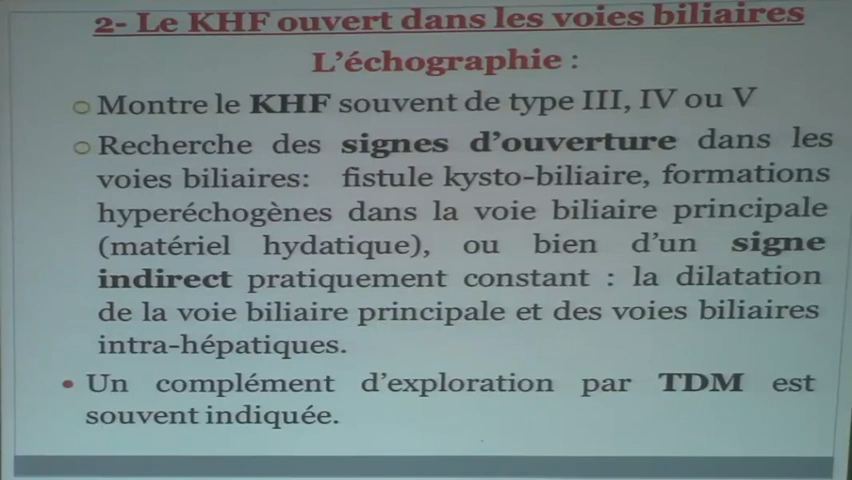 2- Le KHF ouvert dans les voies biliaires
L'échographie :
Montre le KHF souvent de type III, IV ou V
Recherche des signes d'ouverture dans les
voies biliaires: fistule kysto-biliaire, formations
hyperéchogènes dans la voie biliaire principale
(matériel hydatique), ou bien d'un signe
indirect pratiquement constant : la dilatation
de la voie biliaire principale et des voies biliaires
intra-hépatiques.
• Un complément d'exploration par TDM est
souvent indiquée.